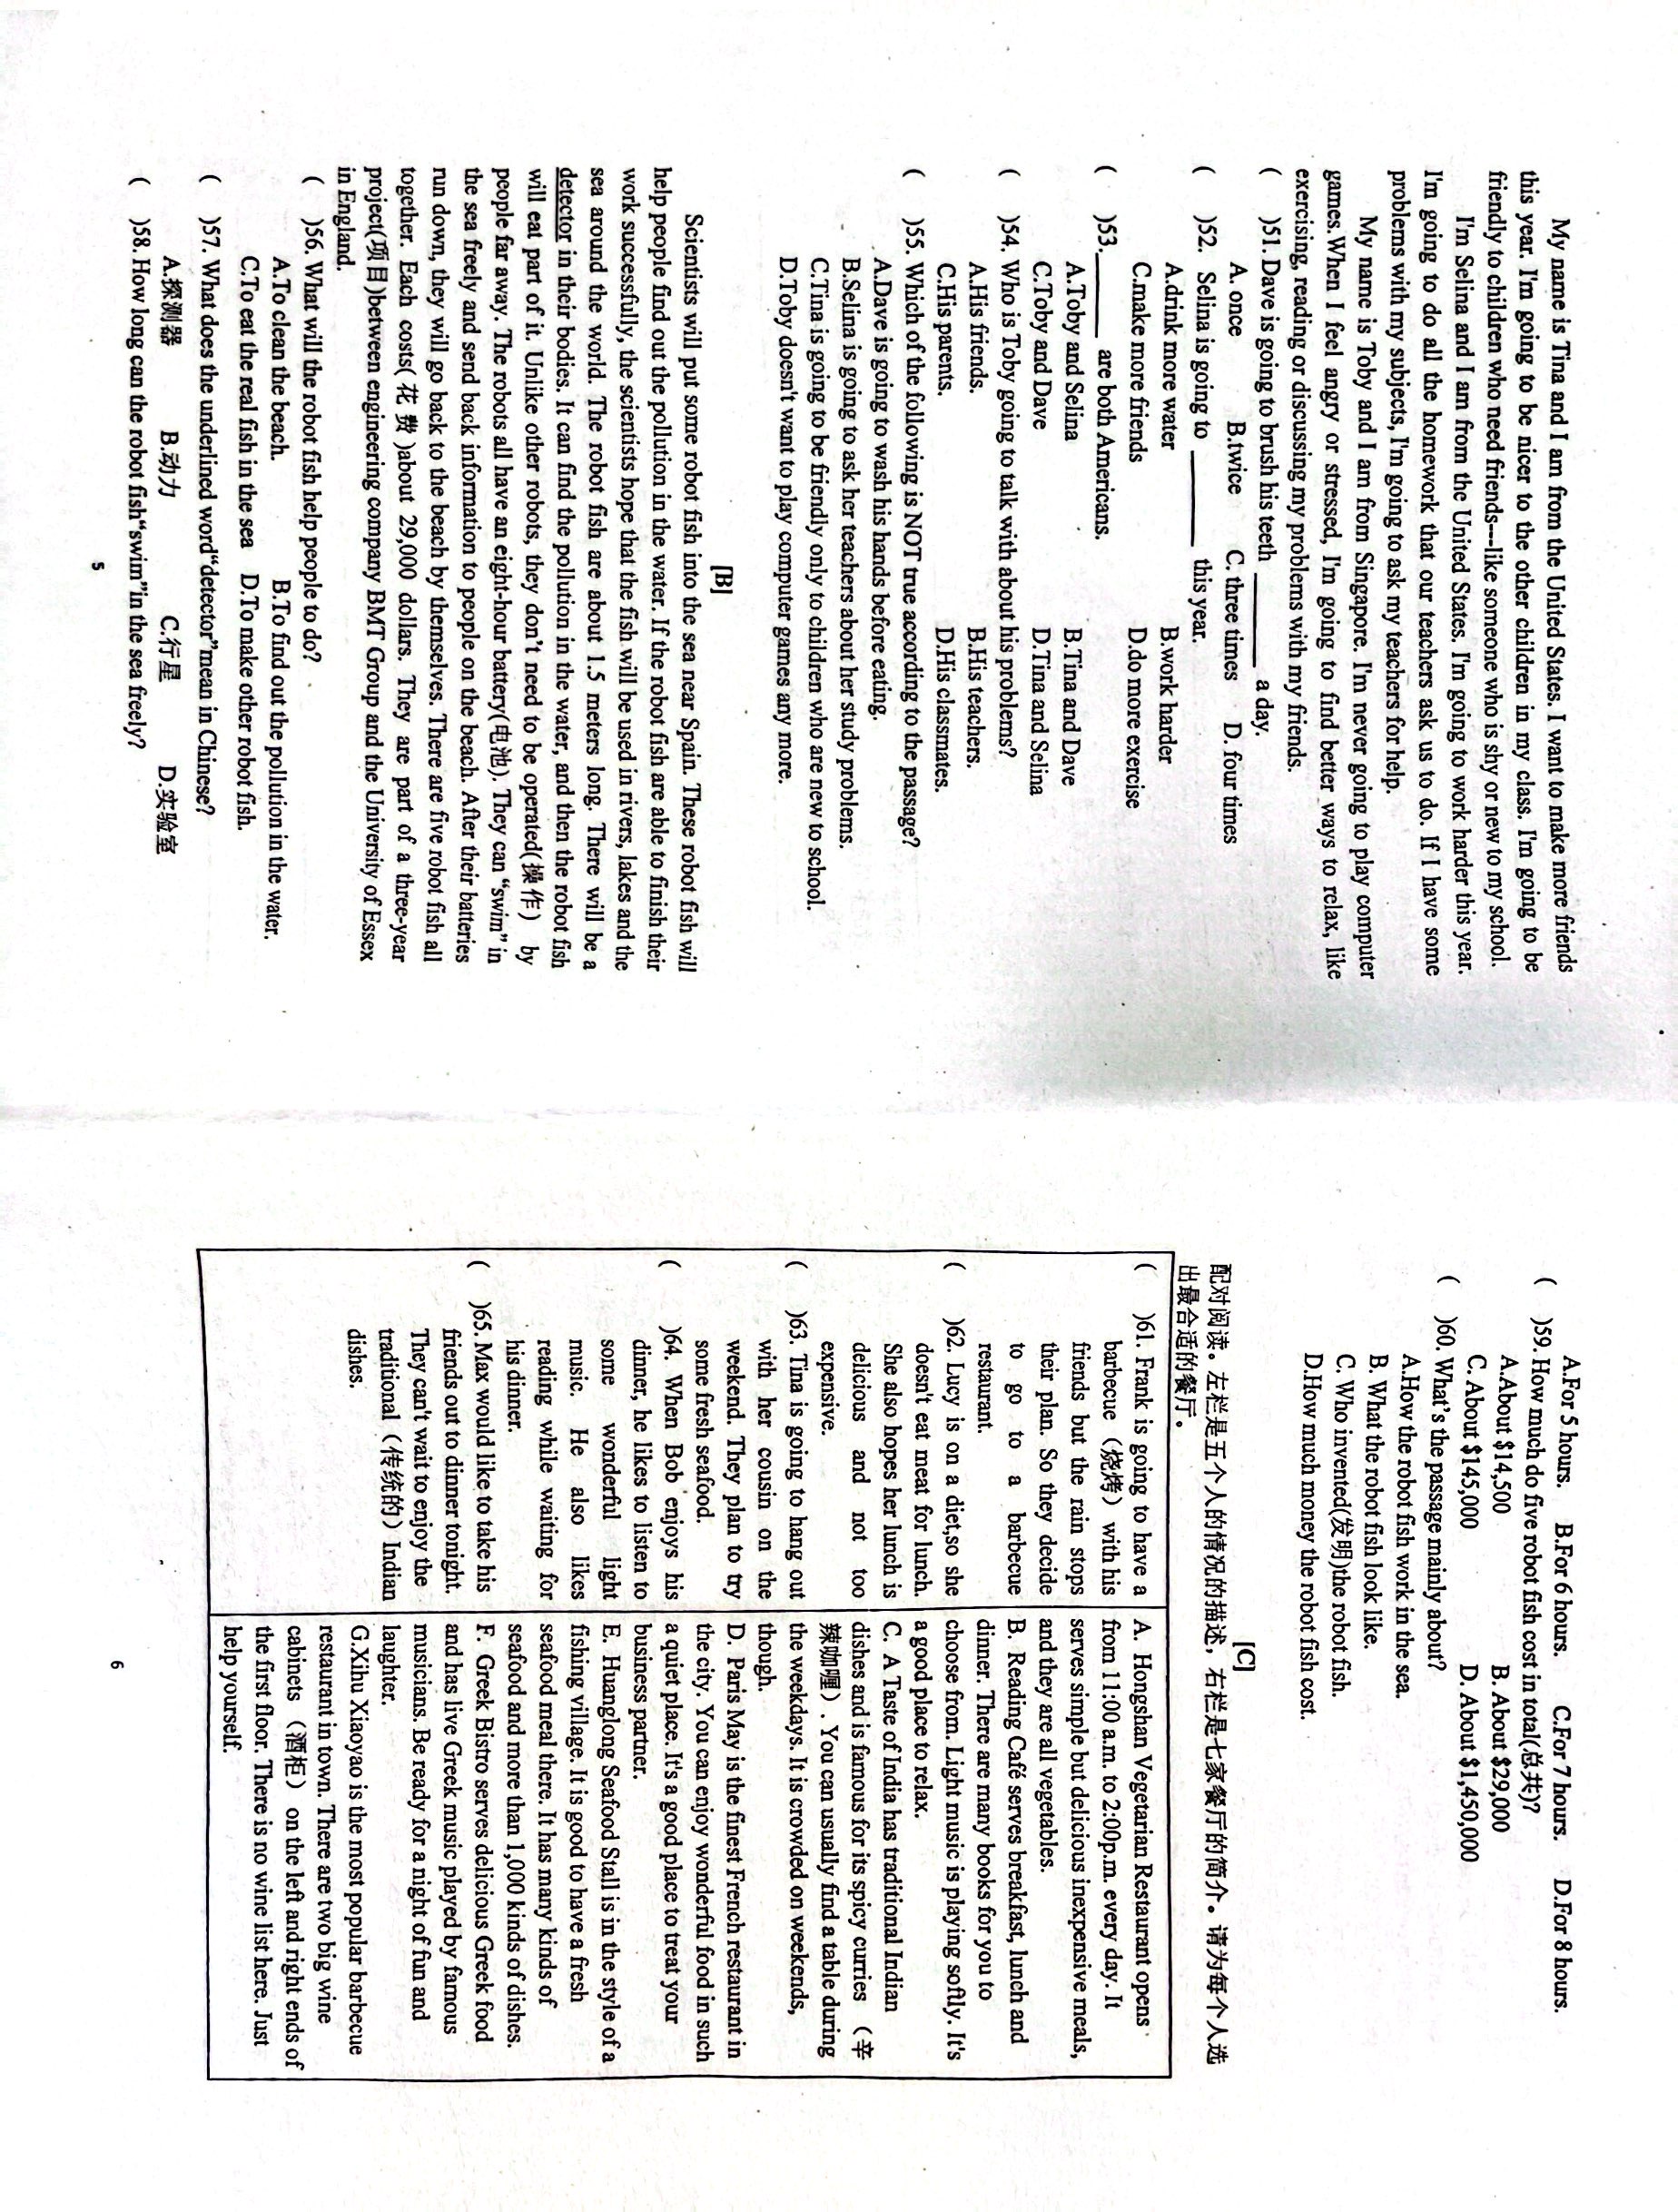 My name is Tina and I am from the United States. I want to make more friends
this year. I'm going to be nicer to the other children in my class. I'm going to be
friendly to children who need friends---like someone who is shy or new to my school.
I'm Selina and I am from the United States. I'm going to work harder this year.
I'm going to do all the homework that our teachers ask us to do. If I have some
problems with my subjects, I'm going to ask my teachers for help.
My name is Toby and I am from Singapore. I'm never going to play computer
games. When I feel angry or stressed, I'm going to find better ways to relax, like
exercising, reading or discussing my problems with my friends.
( )51. Dave is going to brush his teeth ________ a day.
A. once B.twice C. three times D. four times
( )52. Selina is going to ________ this year.
A.drink more water B.work harder
C.make more friends D.do more exercise
( )53.________ are both Americans.
A.Toby and Selina B.Tina and Dave
C.Toby and Dave D.Tina and Selina
( )54. Who is Toby going to talk with about his problems?
A.His friends. B.His teachers.
C.His parents. D.His classmates.
( )55. Which of the following is NOT true according to the passage?
A.Dave is going to wash his hands before eating.
B.Selina is going to ask her teachers about her study problems.
C.Tina is going to be friendly only to children who are new to school.
D.Toby doesn't want to play computer games any more.
[B]
Scientists will put some robot fish into the sea near Spain. These robot fish will
help people find out the pollution in the water. If the robot fish are able to finish their
work successfully, the scientists hope that the fish will be used in rivers, lakes and the
sea around the world. The robot fish are about 1.5 meters long. There will be a
detector in their bodies. It can find the pollution in the water, and then the robot fish
will eat part of it. Unlike other robots, they don't need to be operated(操作) by
people far away. The robots all have an eight-hour battery(电池). They can "swim" in
the sea freely and send back information to people on the beach. After their batteries
run down, they will go back to the beach by themselves. There are five robot fish all
together. Each costs(花费)about 29,000 dollars. They are part of a three-year
project(项目)between engineering company BMT Group and the University of Essex
in England.
( )56. What will the robot fish help people to do?
A.To clean the beach. B.To find out the pollution in the water.
C.To eat the real fish in the sea D.To make other robot fish.
( )57. What does the underlined word"detector"mean in Chinese?
A.探测器 B.动力 C.行星 D.实验室
( )58. How long can the robot fish"swim"in the sea freely?
5
A.For 5 hours. B.For 6 hours. C.For 7 hours. D.For 8 hours.
( )59. How much do five robot fish cost in total(总共)?
A.About $14,500 B. About $29,000
C. About $145,000 D. About $1,450,000
( )60. What's the passage mainly about?
A.How the robot fish work in the sea.
B. What the robot fish look like.
C. Who invented(发明)the robot fish.
D.How much money the robot fish cost.
[C]
配对阅读。左栏是五个人的情况的描述，右栏是七家餐厅的简介。请为每个人选
出最合适的餐厅。
( )61. Frank is going to have a
barbecue（烧烤）with his
friends but the rain stops
their plan. So they decide
to go to a barbecue
restaurant.
( )62. Lucy is on a diet,so she
doesn't eat meat for lunch.
She also hopes her lunch is
delicious and not too
expensive.
( )63. Tina is going to hang out
with her cousin on the
weekend. They plan to try
some fresh seafood.
( )64. When Bob enjoys his
dinner, he likes to listen to
some wonderful light
music. He also likes
reading while waiting for
his dinner.
( )65. Max would like to take his
friends out to dinner tonight.
They can't wait to enjoy the
traditional（传统的）Indian
dishes.
A. Hongshan Vegetarian Restaurant opens
from 11:00 a.m. to 2:00p.m. every day. It
serves simple but delicious inexpensive meals,
and they are all vegetables.
B. Reading Café serves breakfast, lunch and
dinner. There are many books for you to
choose from. Light music is playing softly. It's
a good place to relax.
C. A Taste of India has traditional Indian
dishes and is famous for its spicy curries （辛
辣咖喱）. You can usually find a table during
the weekdays. It is crowded on weekends,
though.
D. Paris May is the finest French restaurant in
the city. You can enjoy wonderful food in such
a quiet place. It's a good place to treat your
business partner.
E. Huanglong Seafood Stall is in the style of a
fishing village. It is good to have a fresh
seafood meal there. It has many kinds of
seafood and more than 1,000 kinds of dishes.
F. Greek Bistro serves delicious Greek food
and has live Greek music played by famous
musicians. Be ready for a night of fun and
laughter.
G.Xihu Xiaoyao is the most popular barbecue
restaurant in town. There are two big wine
cabinets （酒柜）on the left and right ends of
the first floor. There is no wine list here. Just
help yourself.
6